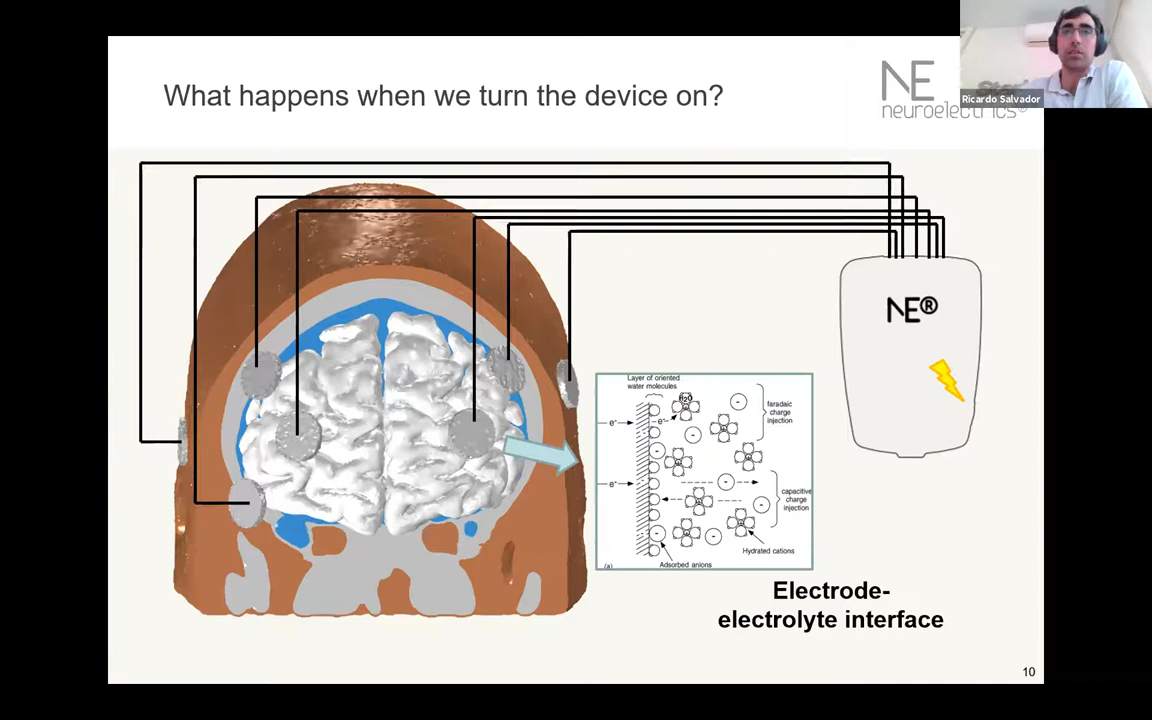 What happens when we turn the device on?
NE
neuroelectrics®
Ricardo Salvador
NE®
Layer of oriented
water molecules
H₂O
e⁻
e⁻
faradaic
charge
injection
e⁻
capacitive
charge
injection
Hydrated cations
Adsorbed anions
(a)
Electrode-
electrolyte interface
10